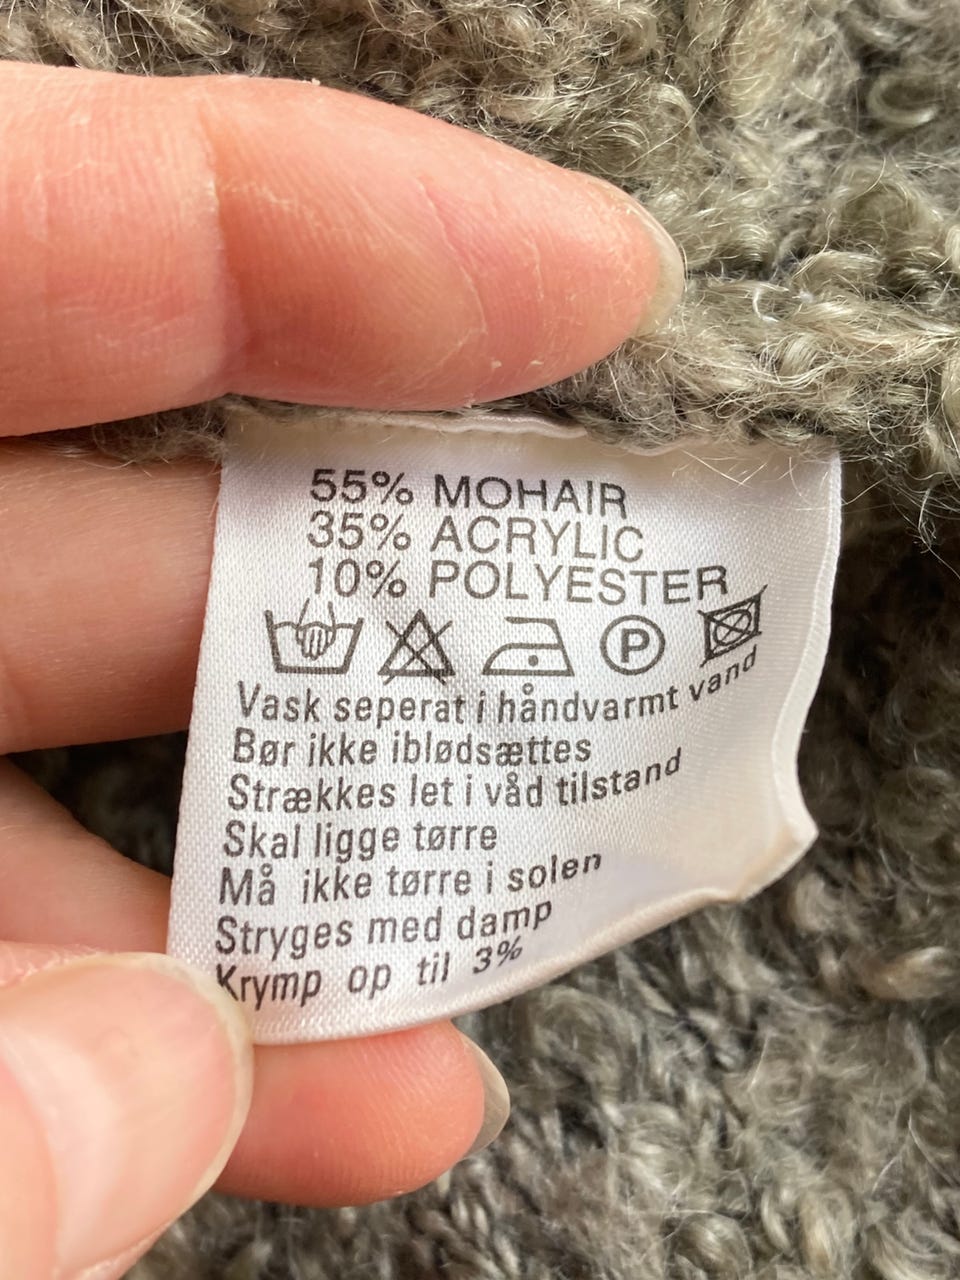 55% MOHAIR
35% ACRYLIC
10% POLYESTER
P
Vask seperat i håndvarmt vand
Bør ikke iblødsættes
Strækkes let i våd tilstand
Skal ligge tørre
Må ikke tørre i solen
Stryges med damp
Krymp op til 3%